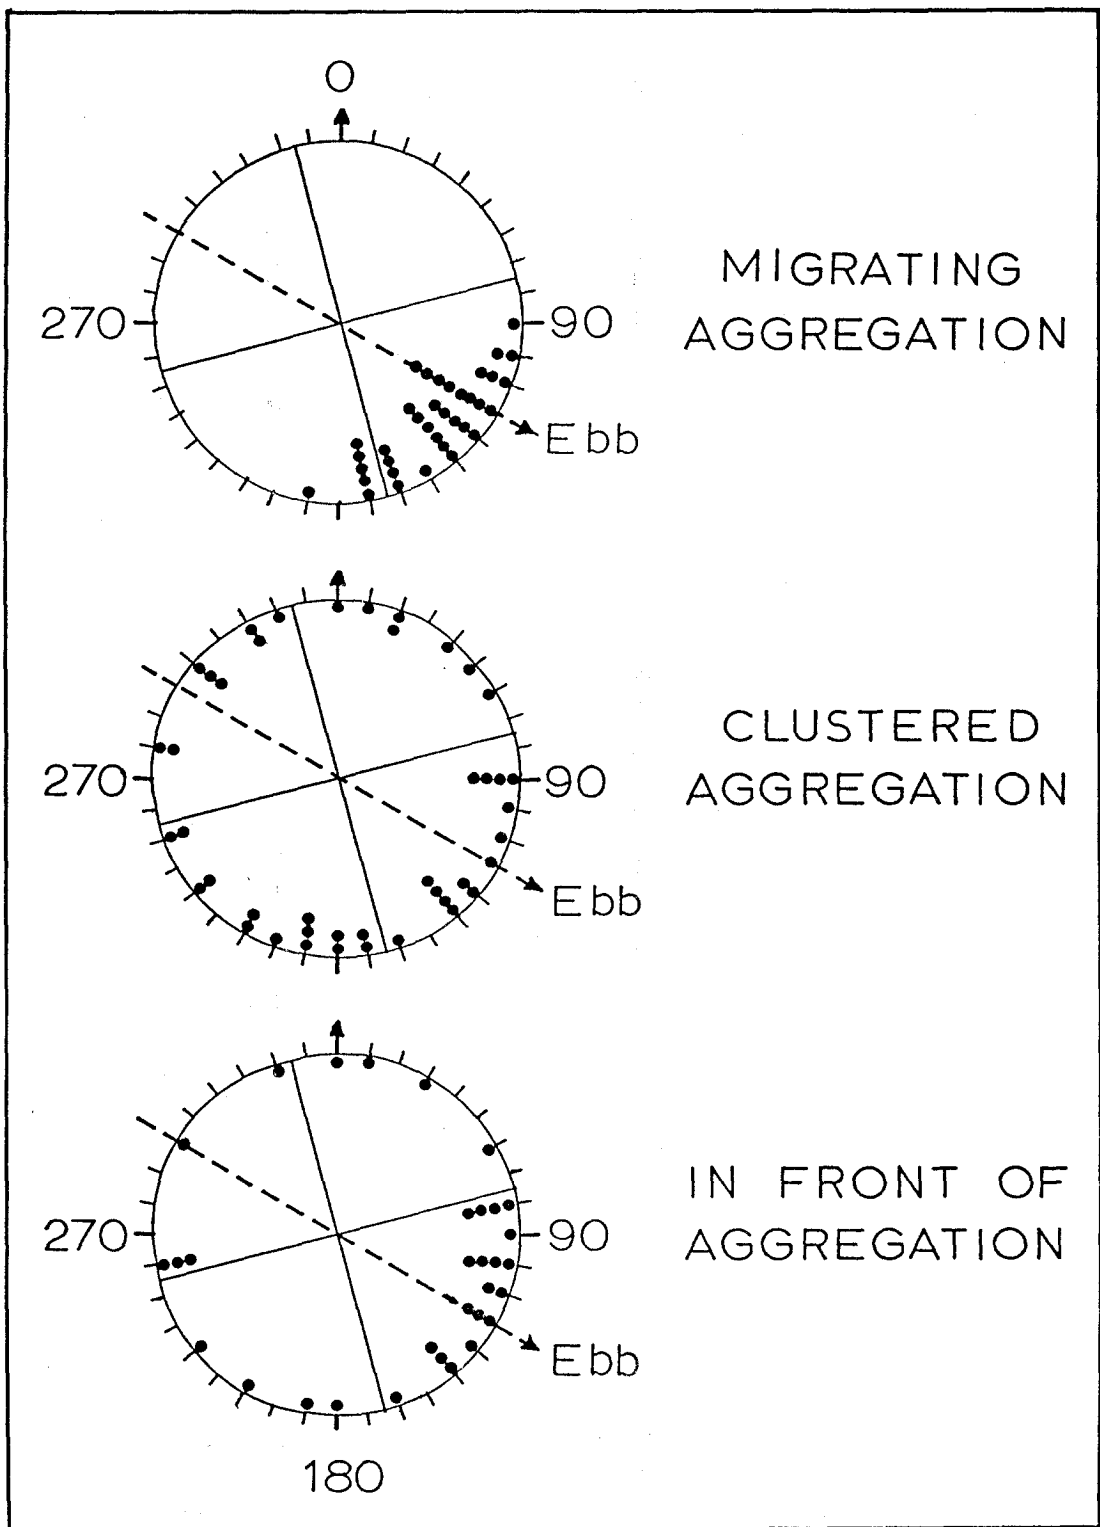 0
270
90
MIGRATING
AGGREGATION
Ebb
270
90
CLUSTERED
AGGREGATION
Ebb
270
90
IN FRONT OF
AGGREGATION
Ebb
180